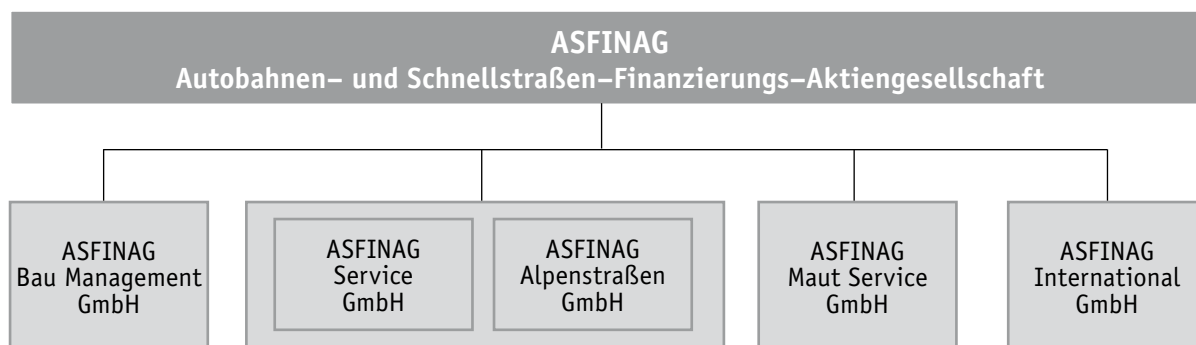 ASFINAG
Autobahnen– und Schnellstraßen–Finanzierungs–Aktiengesellschaft
ASFINAG
Bau Management
GmbH
ASFINAG
Service
GmbH
ASFINAG
Alpenstraßen
GmbH
ASFINAG
Maut Service
GmbH
ASFINAG
International
GmbH